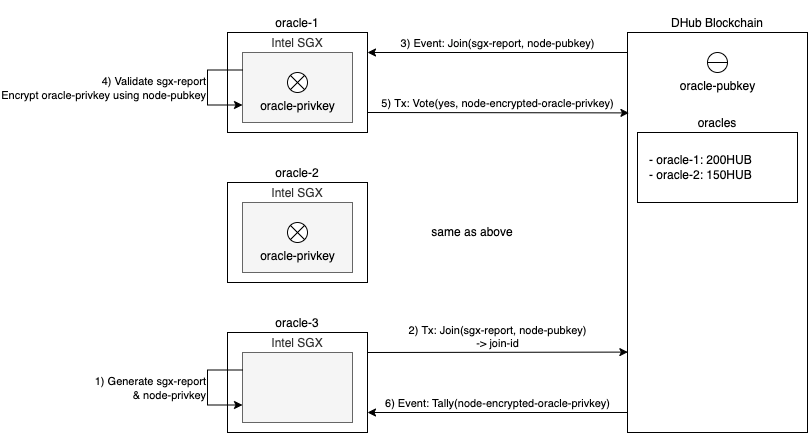 oracle-1
DHub Blockchain
Intel SGX
3) Event: Join(sgx-report, node-pubkey)
4) Validate sgx-report
Encrypt oracle-privkey using node-pubkey
oracle-privkey
oracle-pubkey
5) Tx: Vote(yes, node-encrypted-oracle-privkey)
oracles
- oracle-1: 200HUB
- oracle-2: 150HUB
oracle-2
Intel SGX
oracle-privkey
same as above
oracle-3
Intel SGX
2) Tx: Join(sgx-report, node-pubkey)
-> join-id
1) Generate sgx-report
& node-privkey
6) Event: Tally(node-encrypted-oracle-privkey)